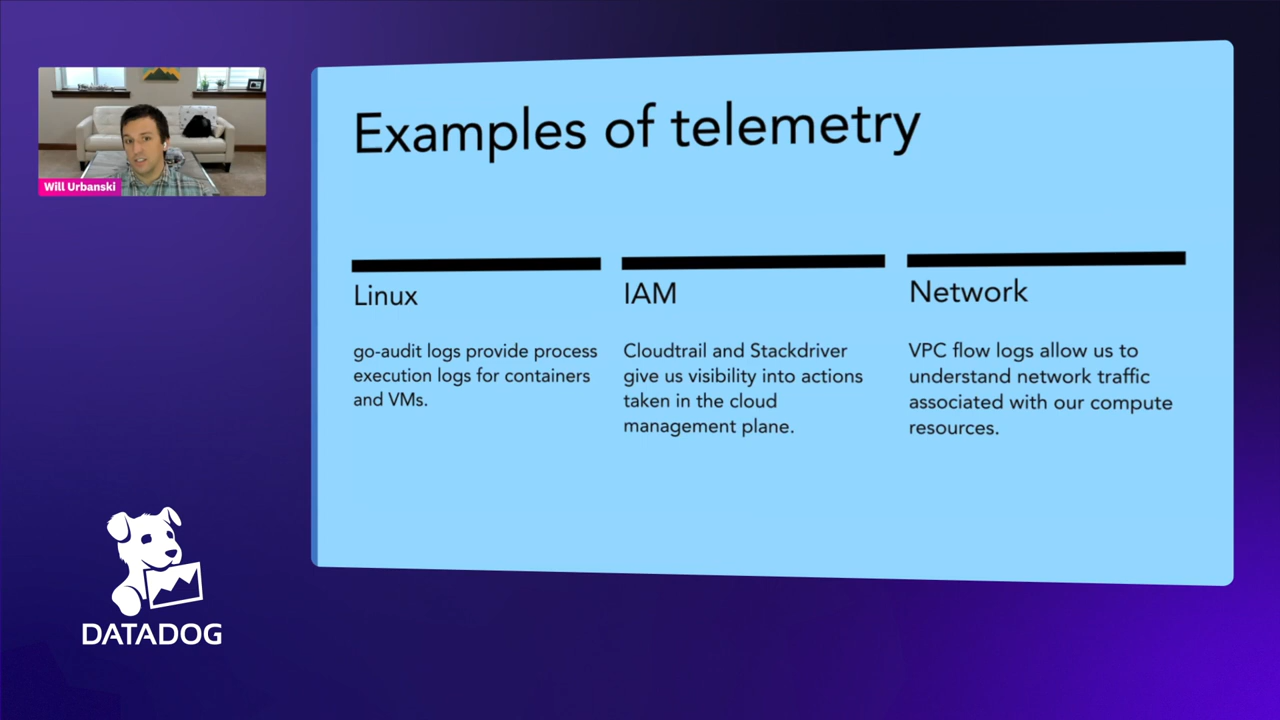 Will Urbanski
Examples of telemetry
Linux
go-audit logs provide process
execution logs for containers
and VMs.
IAM
Cloudtrail and Stackdriver
give us visibility into actions
taken in the cloud
management plane.
Network
VPC flow logs allow us to
understand network traffic
associated with our compute
resources.
DATADOG